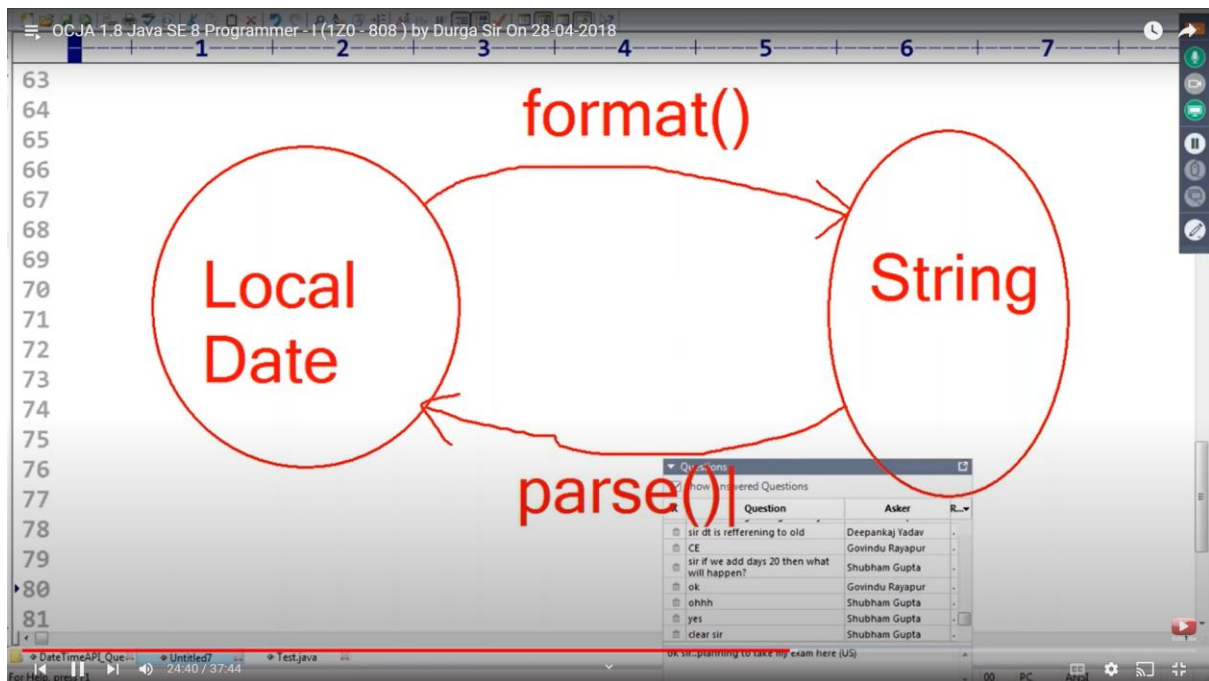 OCJA 1.8 Java SE 8 Programmer - I (1Z0 - 808 ) by Durga Sir On 28-04-2018
1 2 3 4 5 6 7
63
64
65
66
67
68
69
70
71
72
73
74
75
76
77
78
79
80
81
format()
Local
Date
String
parse()
Questions
Show Answered Questions
Question Asker R...
sir dt is refferening to old Deepankaj Yadav
CE Govindu Rayapur
sir if we add days 20 then what
will happen? Shubham Gupta
ok Govindu Rayapur
ohhh Shubham Gupta
yes Shubham Gupta
clear sir Shubham Gupta
ok sir..planning to take my exam here (US)
DateTimeAPI_Que... Untitled7 Test.java
24:40 / 37:44
For Help, press F1 00 PC